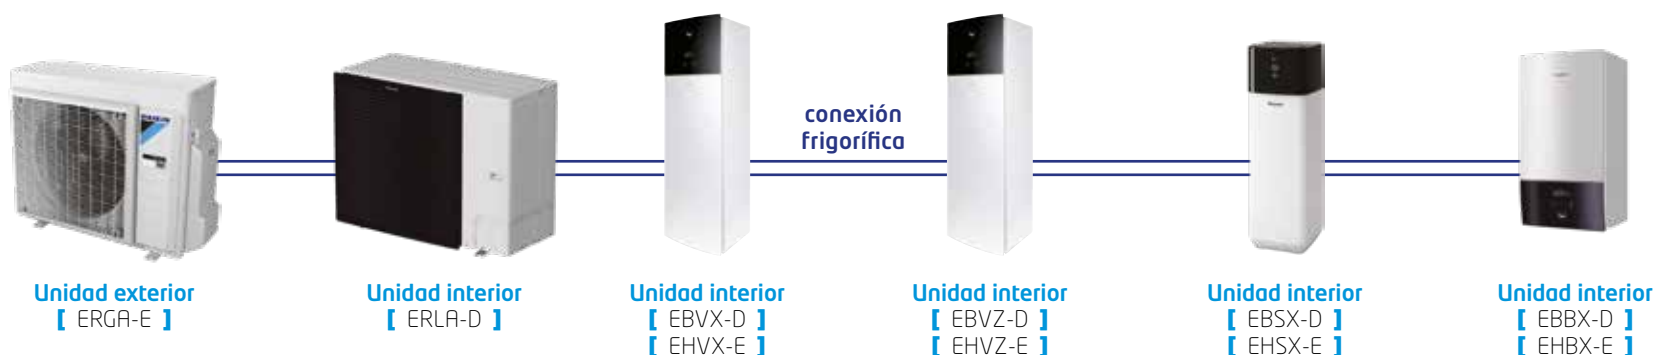 DAIKIN
conexión
frigorífica
Unidad exterior
[ ERGA-E ]
Unidad interior
[ ERLA-D ]
Unidad interior
[ EBVX-D ]
[ EHVX-E ]
Unidad interior
[ EBVZ-D ]
[ EHVZ-E ]
Unidad interior
[ EBSX-D ]
[ EHSX-E ]
Unidad interior
[ EBBX-D ]
[ EHBX-E ]